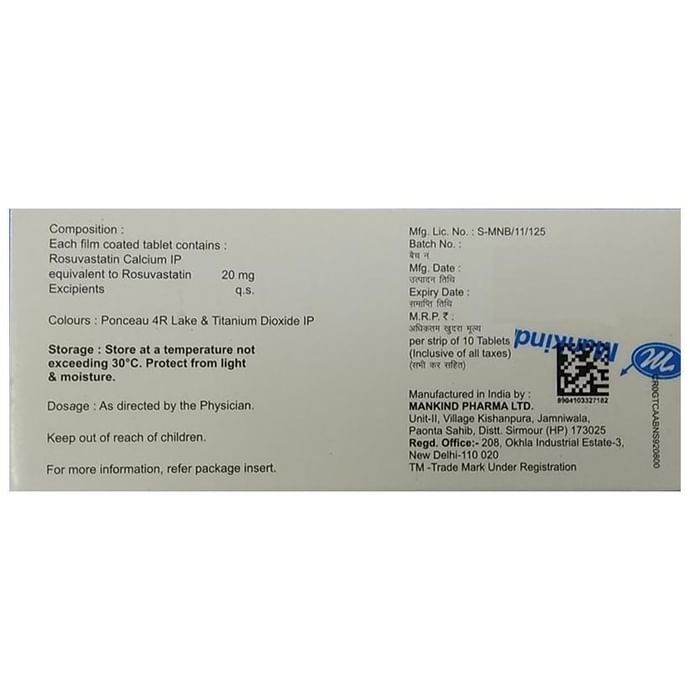 Composition :
Each film coated tablet contains :
Rosuvastatin Calcium IP
equivalent to Rosuvastatin 20 mg
Excipients q.s.
Colours : Ponceau 4R Lake & Titanium Dioxide IP
Storage : Store at a temperature not
exceeding 30°C. Protect from light
& moisture.
Dosage : As directed by the Physician.
Keep out of reach of children.
For more information, refer package insert.
Mfg. Lic. No. : S-MNB/11/125
Batch No. :
बैच नं
Mfg. Date :
उत्पादन तिथि
Expiry Date :
समाप्ति तिथि
M.R.P. ₹ :
अधिकतम खुदरा मूल्य
per strip of 10 Tablets
(Inclusive of all taxes)
(सभी कर सहित)
Mankind
8904103327182
Manufactured in India by :
MANKIND PHARMA LTD.
Unit-II, Village Kishanpura, Jamniwala,
Paonta Sahib, Distt. Sirmour (HP) 173025
Regd. Office:- 208, Okhla Industrial Estate-3,
New Delhi-110 020
TM -Trade Mark Under Registration